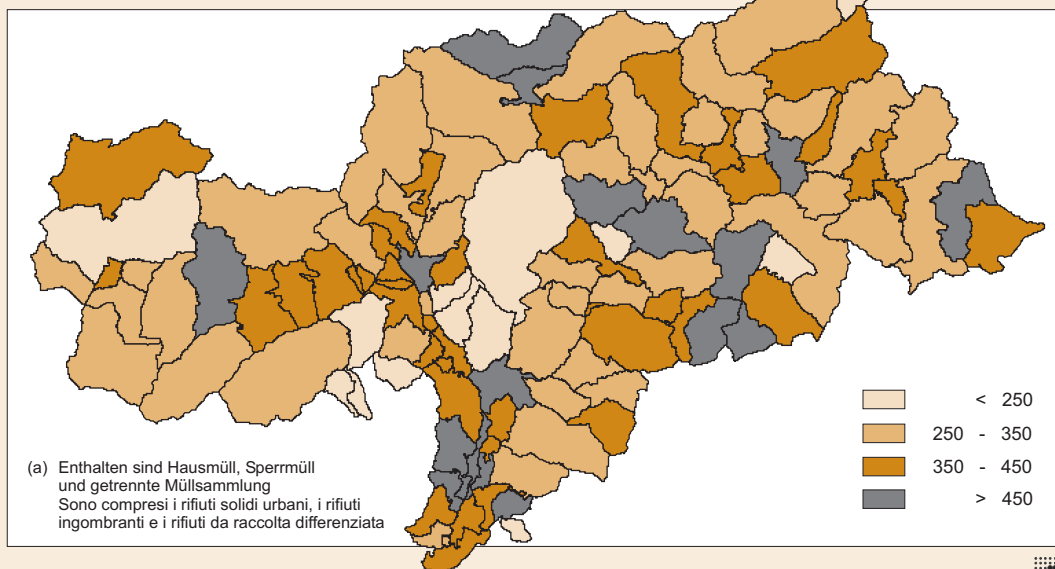 < 250
250 - 350
350 - 450
> 450
(a) Enthalten sind Hausmüll, Sperrmüll
und getrennte Müllsammlung
Sono compresi i rifiuti solidi urbani, i rifiuti
ingombranti e i rifiuti da raccolta differenziata